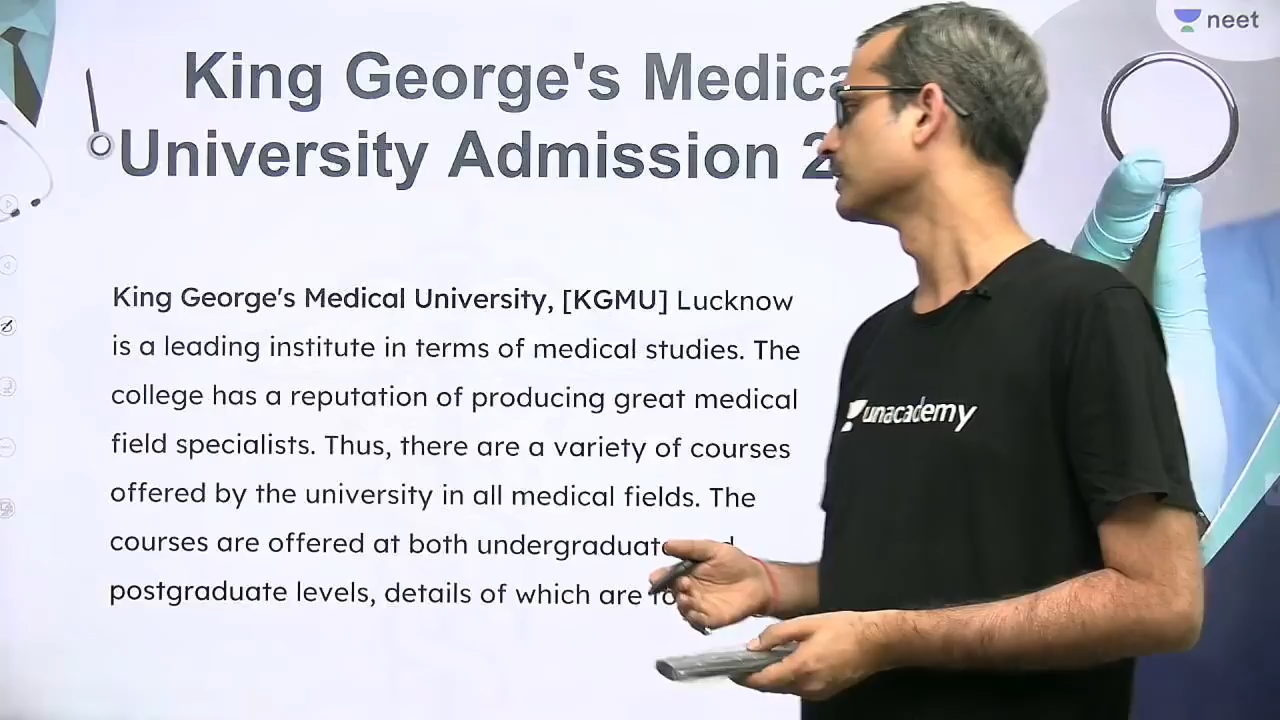 neet
King George's Medica
University Admission 2
King George's Medical University, [KGMU] Lucknow
is a leading institute in terms of medical studies. The
college has a reputation of producing great medical
field specialists. Thus, there are a variety of courses
offered by the university in all medical fields. The
courses are offered at both undergraduate
postgraduate levels, details of which are
unacademy